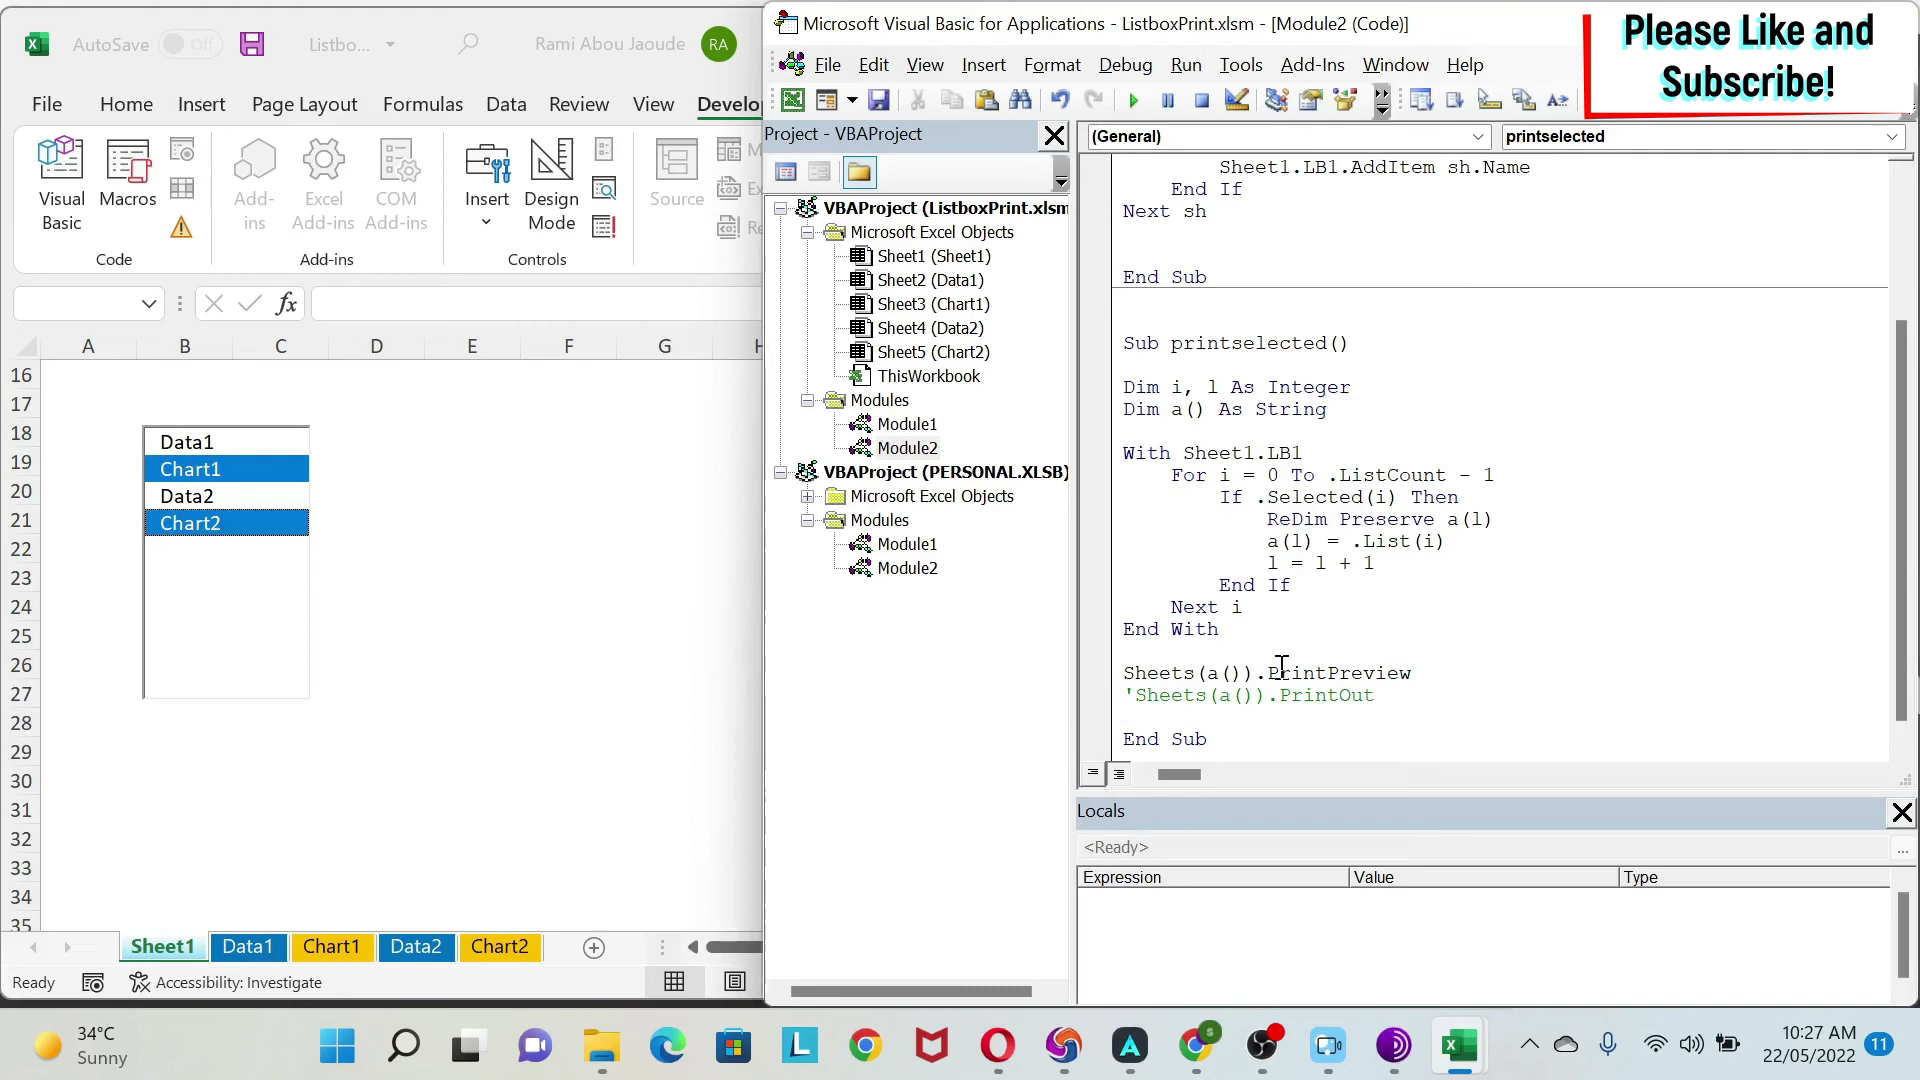 AutoSave
Off
Listbo...
Rami Abou Jaoude
RA
File
Home
Insert
Page Layout
Formulas
Data
Review
View
Develop
Visual
Basic
Macros
Code
Add-
ins
Excel
Add-ins
COM
Add-ins
Add-ins
Insert
Design
Mode
Controls
Source
fx
A
B
C
D
E
F
G
16
17
18
19
20
21
22
23
24
25
26
27
28
29
30
31
32
33
34
35
Data1
Chart1
Data2
Chart2
Sheet1
Data1
Chart1
Data2
Chart2
Ready
Accessibility: Investigate
Microsoft Visual Basic for Applications - ListboxPrint.xlsm - [Module2 (Code)]
File
Edit
View
Insert
Format
Debug
Run
Tools
Add-Ins
Window
Help
Please Like and
Subscribe!
Project - VBAProject
VBAProject (ListboxPrint.xlsm
Microsoft Excel Objects
Sheet1 (Sheet1)
Sheet2 (Data1)
Sheet3 (Chart1)
Sheet4 (Data2)
Sheet5 (Chart2)
ThisWorkbook
Modules
Module1
Module2
VBAProject (PERSONAL.XLSB)
Microsoft Excel Objects
Modules
Module1
Module2
(General)
printselected
Sheet1.LB1.AddItem sh.Name
End If
Next sh
End Sub
Sub printselected()
Dim i, l As Integer
Dim a() As String
With Sheet1.LB1
For i = 0 To .ListCount - 1
If .Selected(i) Then
ReDim Preserve a(l)
a(l) = .List(i)
l = l + 1
End If
Next i
End With
Sheets(a()).PrintPreview
'Sheets(a()).PrintOut
End Sub
Locals
<Ready>
...
Expression
Value
Type
34°C
Sunny
10:27 AM
22/05/2022
11